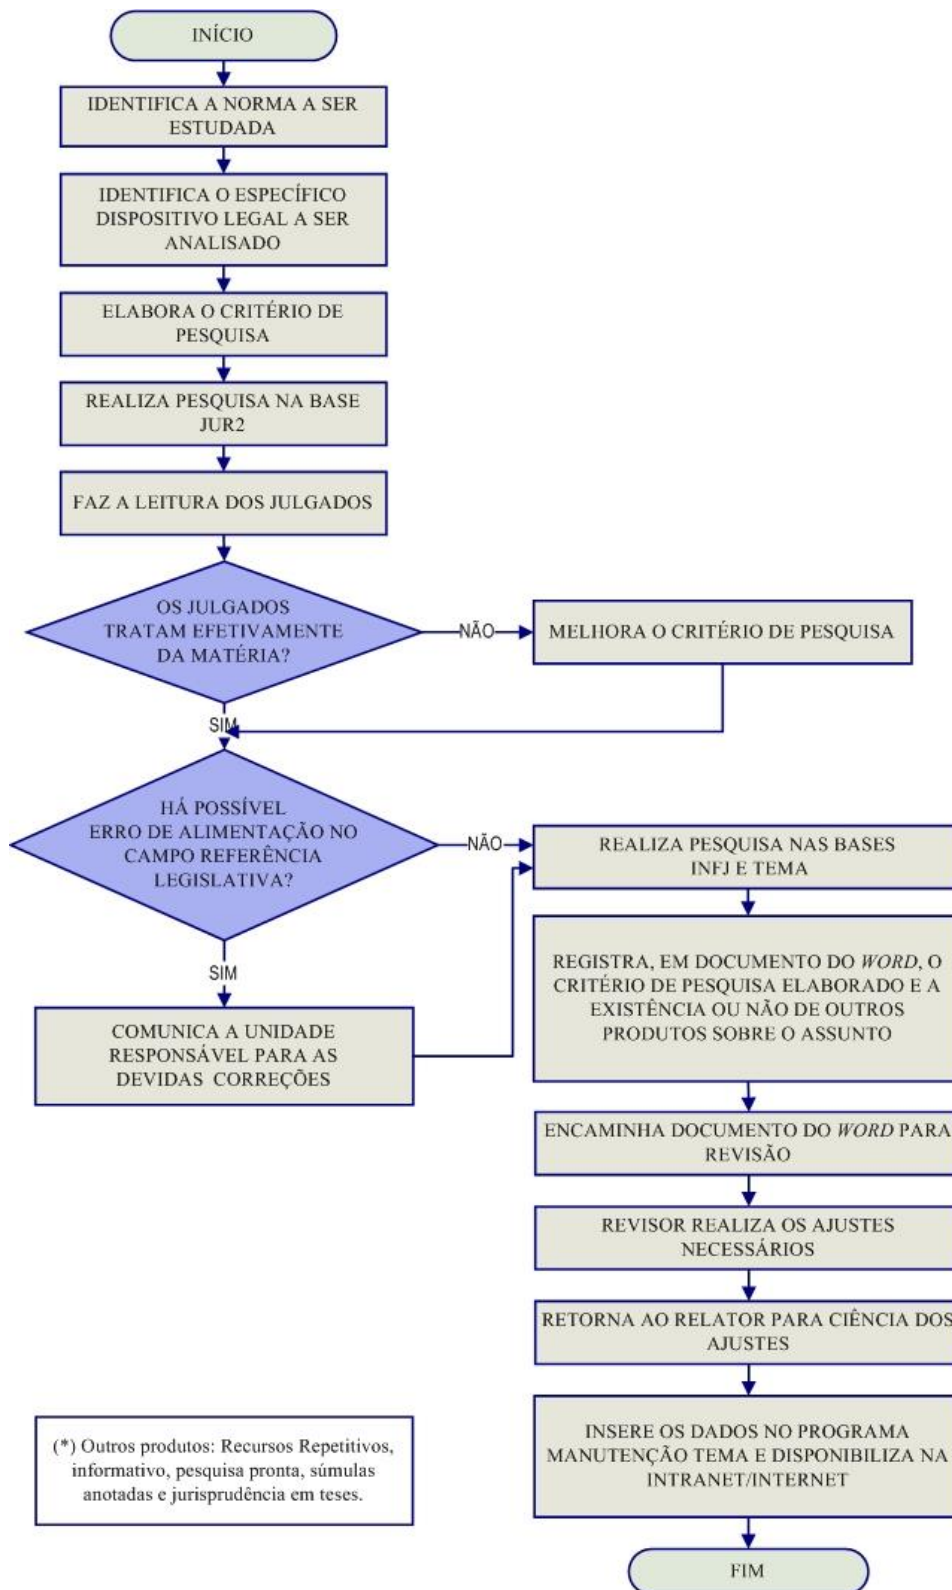 INÍCIO
IDENTIFICA A NORMA A SER
ESTUDADA
IDENTIFICA O ESPECÍFICO
DISPOSITIVO LEGAL A SER
ANALISADO
ELABORA O CRITÉRIO DE
PESQUISA
REALIZA PESQUISA NA BASE
JUR2
FAZ A LEITURA DOS JULGADOS
OS JULGADOS
TRATAM EFETIVAMENTE
DA MATÉRIA?
NÃO
MELHORA O CRITÉRIO DE PESQUISA
SIM
HÁ POSSÍVEL
ERRO DE ALIMENTAÇÃO NO
CAMPO REFERÊNCIA
LEGISLATIVA?
NÃO
REALIZA PESQUISA NAS BASES
INFJ E TEMA
SIM
COMUNICA A UNIDADE
RESPONSÁVEL PARA AS
DEVIDAS CORREÇÕES
REGISTRA, EM DOCUMENTO DO WORD, O
CRITÉRIO DE PESQUISA ELABORADO E A
EXISTÊNCIA OU NÃO DE OUTROS
PRODUTOS SOBRE O ASSUNTO
ENCAMINHA DOCUMENTO DO WORD PARA
REVISÃO
REVISOR REALIZA OS AJUSTES
NECESSÁRIOS
RETORNA AO RELATOR PARA CIÊNCIA DOS
AJUSTES
INSERE OS DADOS NO PROGRAMA
MANUTENÇÃO TEMA E DISPONIBILIZA NA
INTRANET/INTERNET
FIM
(*) Outros produtos: Recursos Repetitivos,
informativo, pesquisa pronta, súmulas
anotadas e jurisprudência em teses.